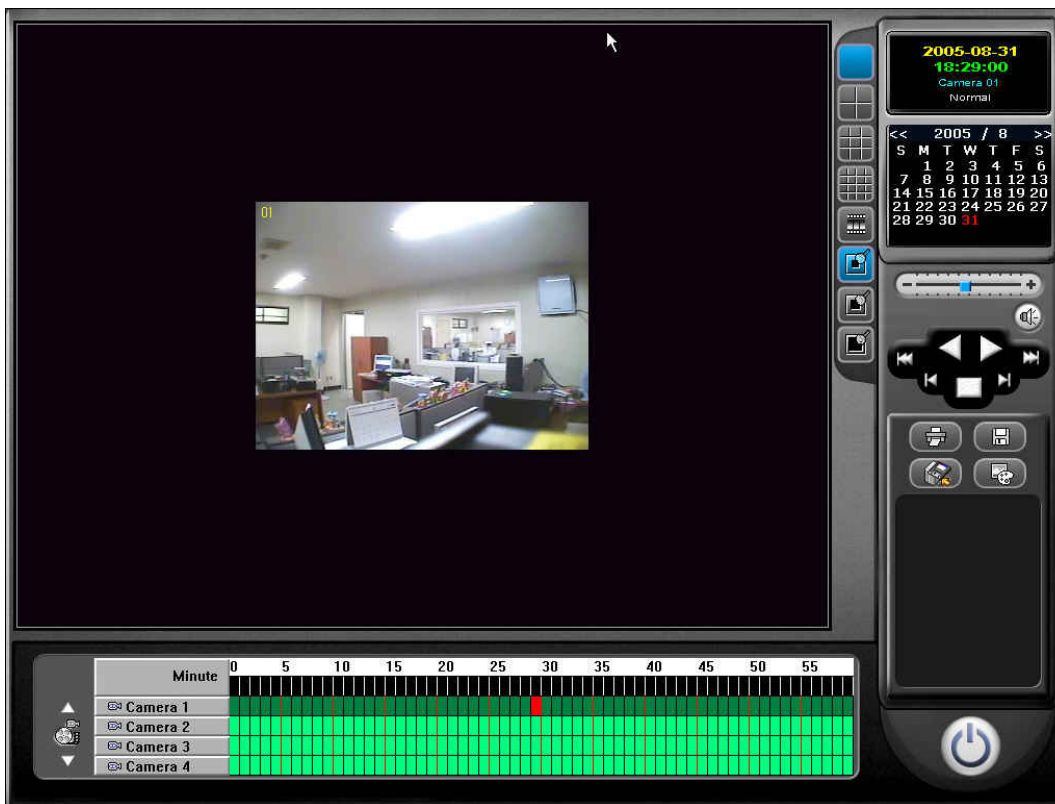 01
2005-08-31
18:29:00
Camera 01
Normal
<< 2005 / 8 >>
S M T W T F S
1 2 3 4 5 6
7 8 9 10 11 12 13
14 15 16 17 18 19 20
21 22 23 24 25 26 27
28 29 30 31
Minute 0 5 10 15 20 25 30 35 40 45 50 55
Camera 1
Camera 2
Camera 3
Camera 4